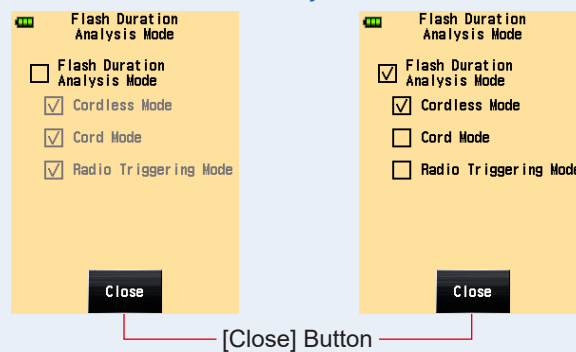 Flash Duration
Analysis Mode
Flash Duration
Analysis Mode
Cordless Mode
Cord Mode
Radio Triggering Mode
Close
Flash Duration
Analysis Mode
Flash Duration
Analysis Mode
Cordless Mode
Cord Mode
Radio Triggering Mode
Close
[Close] Button